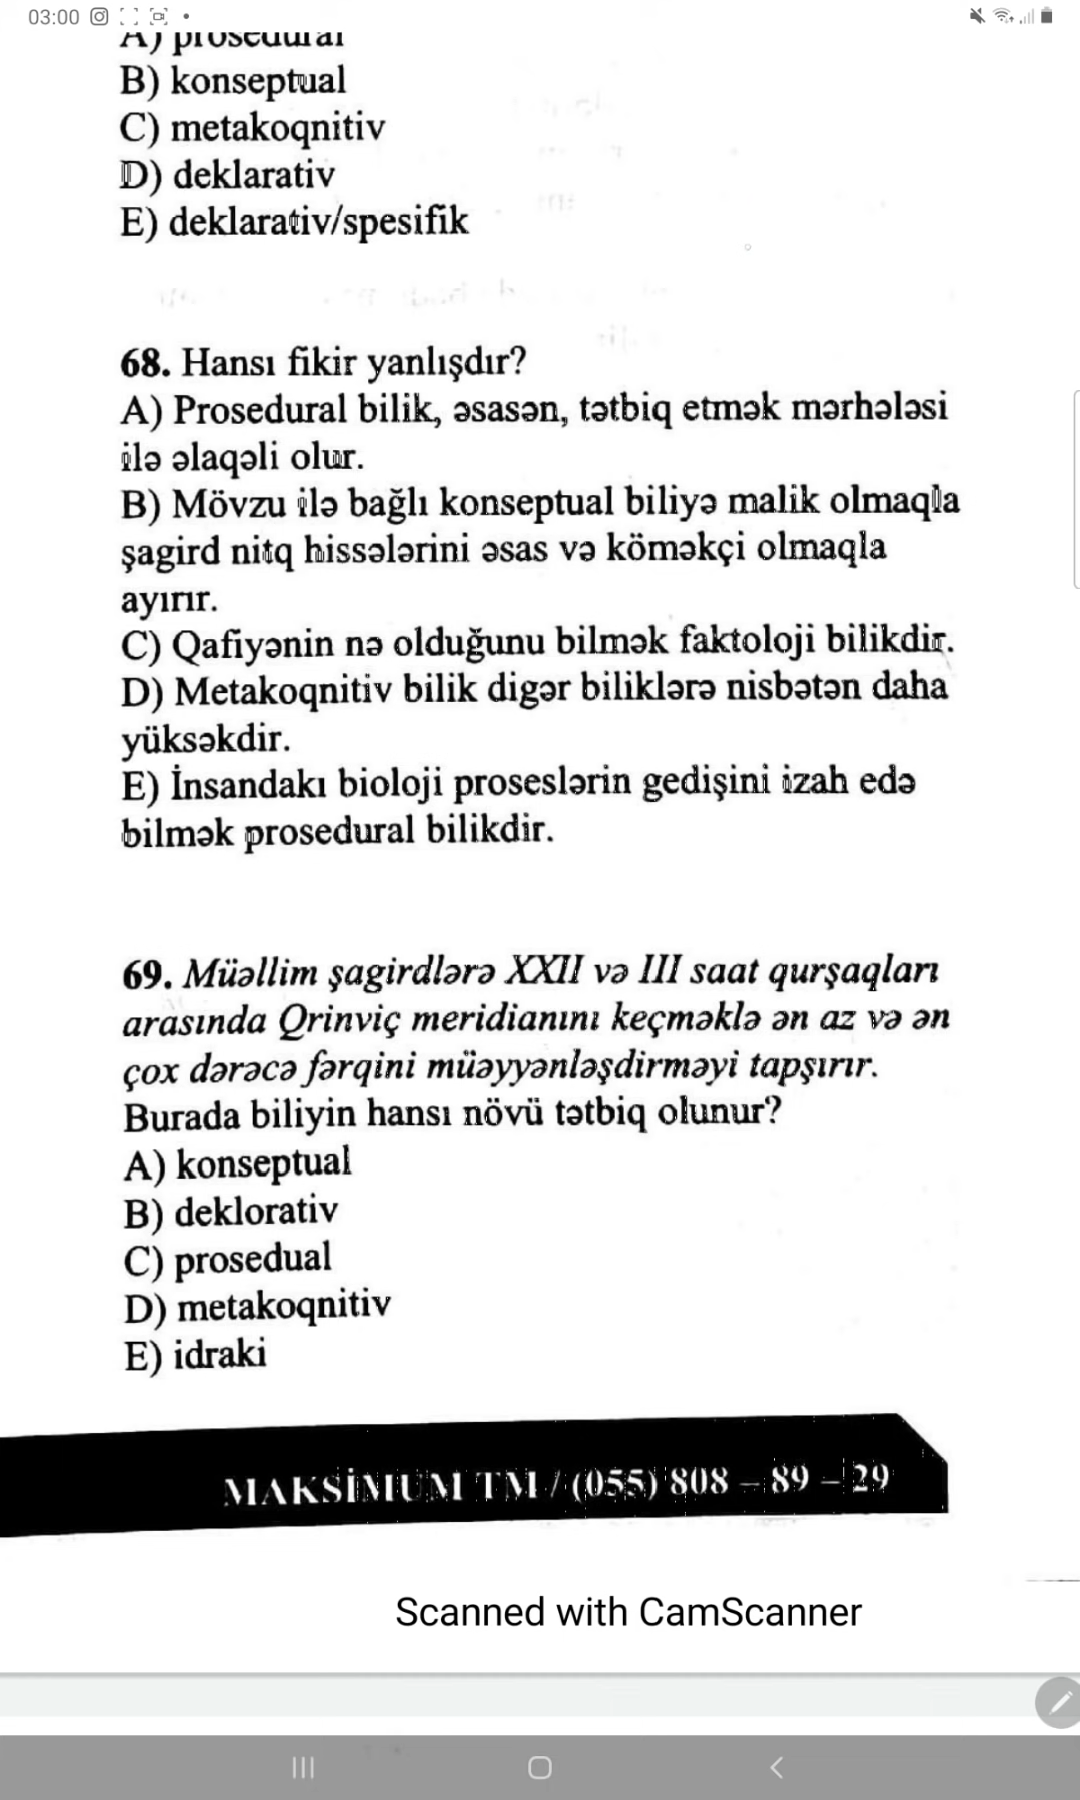 03:00
A) prosedural
B) konseptual
C) metakoqnitiv
D) deklarativ
E) deklarativ/spesifik
68. Hansı fikir yanlışdır?
A) Prosedural bilik, əsasən, tətbiq etmək mərhələsi
ilə əlaqəli olur.
B) Mövzu ilə bağlı konseptual biliyə malik olmaqla
şagird nitq hissələrini əsas və köməkçi olmaqla
ayırır.
C) Qafiyənin nə olduğunu bilmək faktoloji bilikdir.
D) Metakoqnitiv bilik digər biliklərə nisbətən daha
yüksəkdir.
E) İnsandakı bioloji proseslərin gedişini izah edə
bilmək prosedural bilikdir.
69. Müəllim şagirdlərə XXII və III saat qurşaqları
arasında Qrinviç meridianını keçməklə ən az və ən
çox dərəcə fərqini müəyyənləşdirməyi tapşırır.
Burada biliyin hansı növü tətbiq olunur?
A) konseptual
B) deklorativ
C) prosedual
D) metakoqnitiv
E) idraki
MAKSİMUM TM / (055) 808 – 89 – 29
Scanned with CamScanner